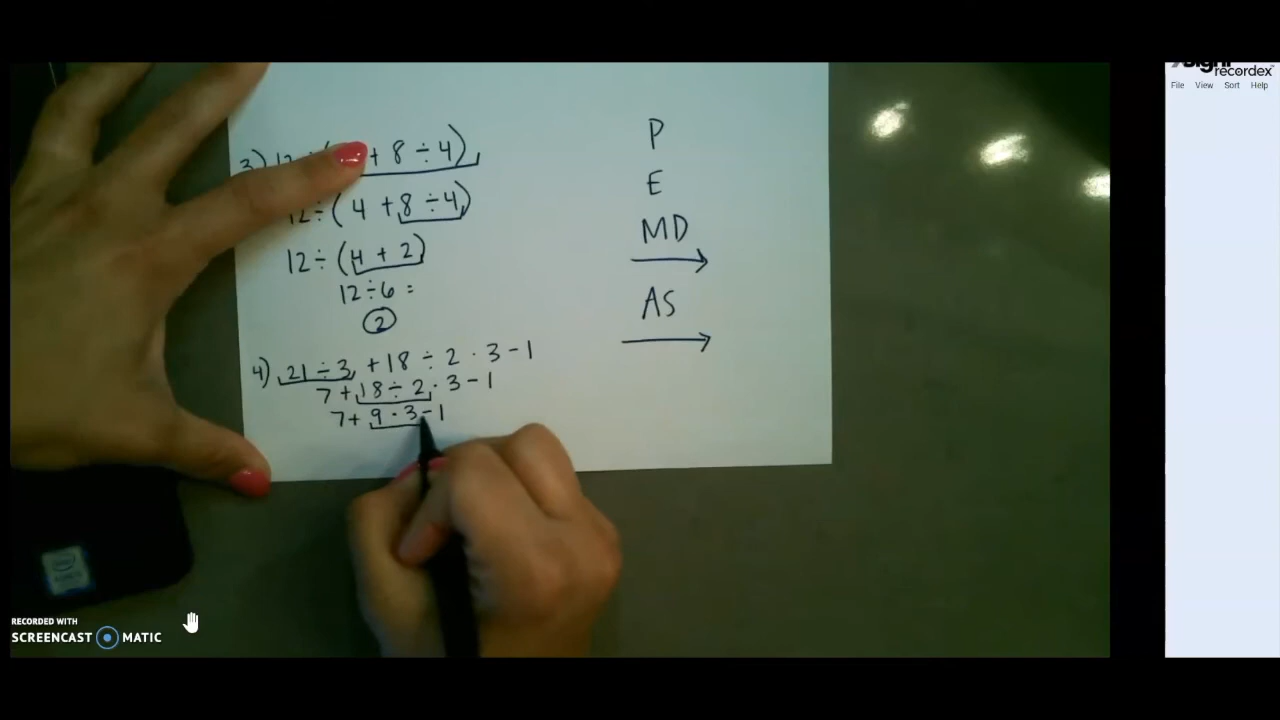 3) 12 ÷ ( + 8 ÷ 4)
12 ÷ ( 4 + 8 ÷ 4)
12 ÷ ( 4 + 2 )
12 ÷ 6 =
2
4) 21 ÷ 3 + 18 ÷ 2 · 3 - 1
7 + 18 ÷ 2 · 3 - 1
7 + 9 · 3 - 1
P
E
MD
AS
RECORDED WITH
SCREENCAST MATIC
recordex
File View Sort Help